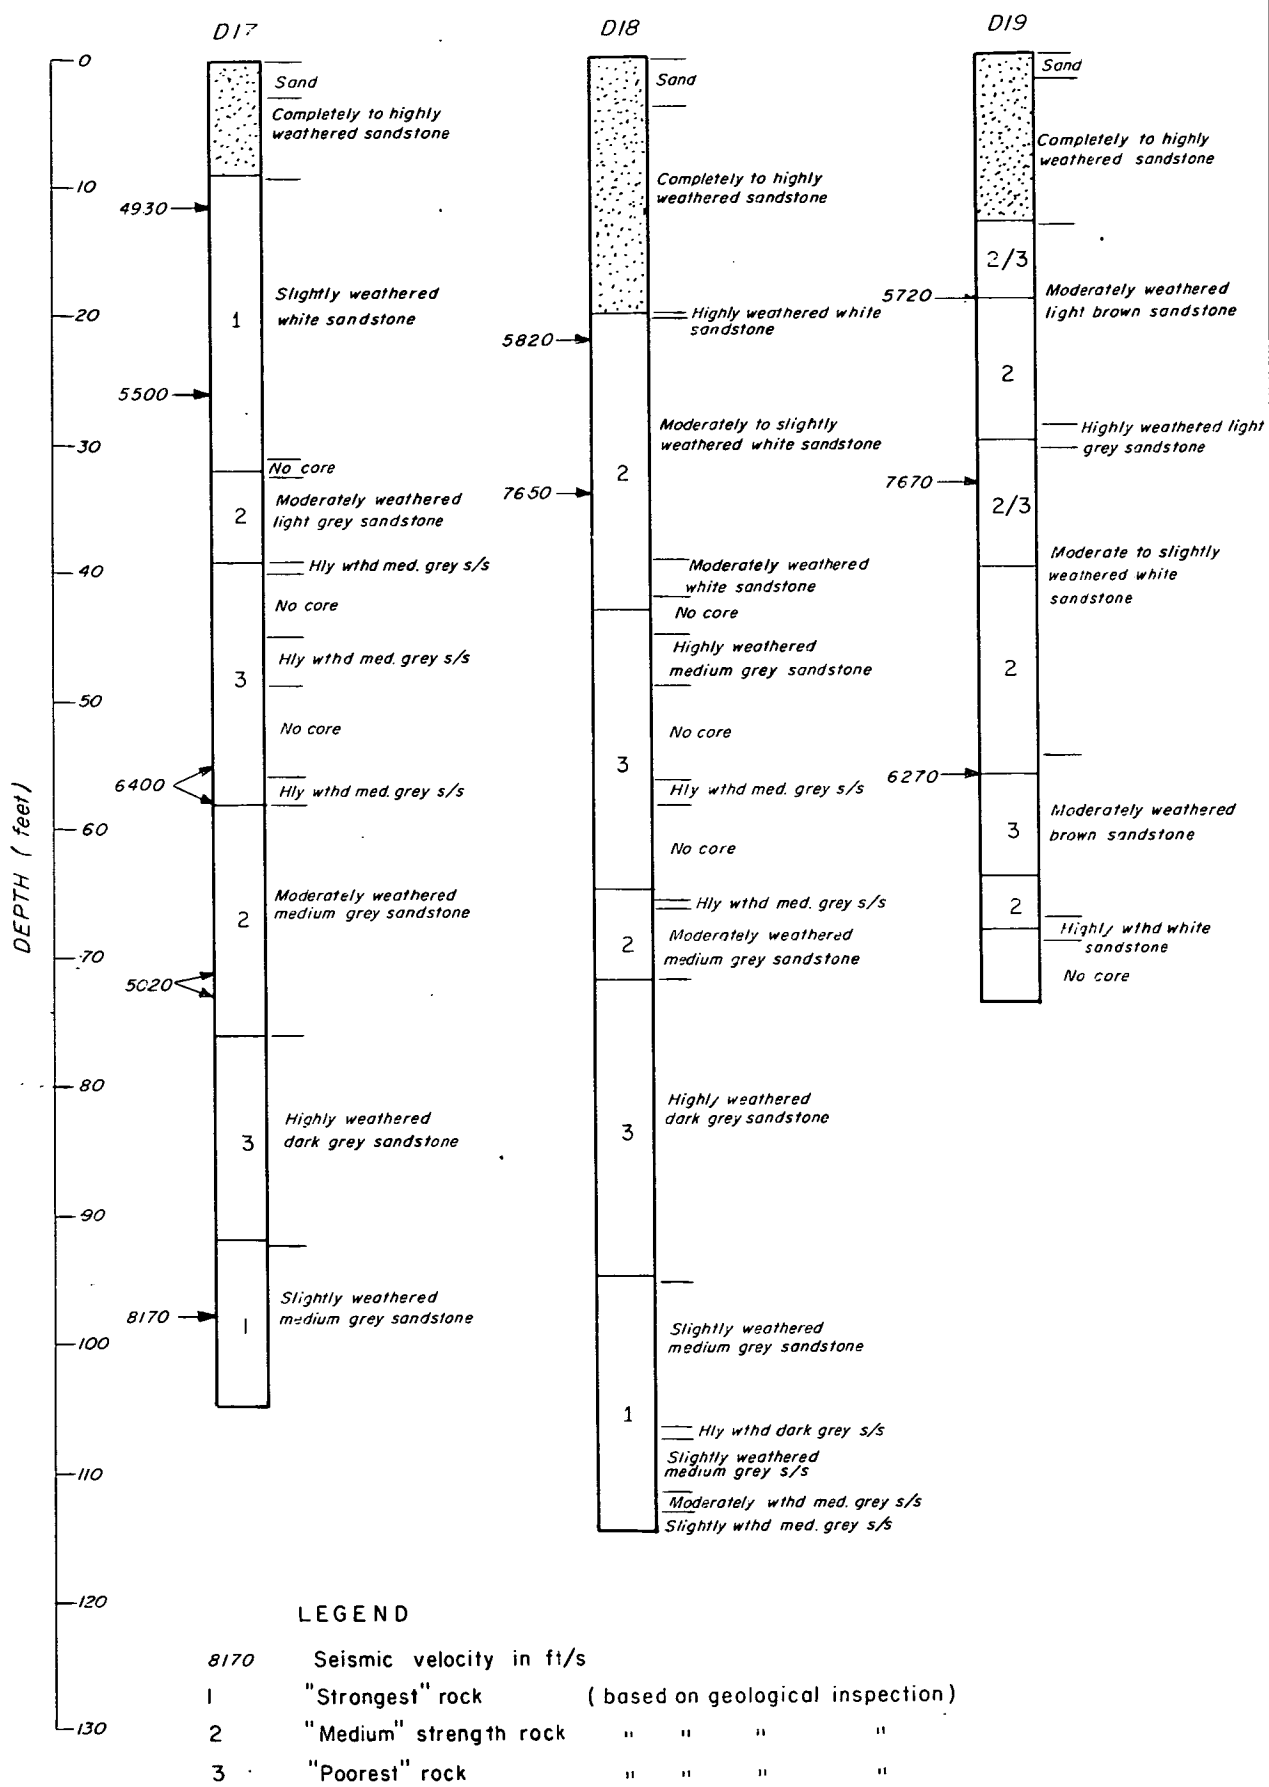 D17
D18
D19
DEPTH (feet)
0
10
20
30
40
50
60
70
80
90
100
110
120
130
Sand
Completely to highly
weathered sandstone
4930
1
Slightly weathered
white sandstone
5500
No core
2
Moderately weathered
light grey sandstone
Hly wthd med. grey s/s
No core
Hly wthd med. grey s/s
3
No core
6400
Hly wthd med. grey s/s
2
Moderately weathered
medium grey sandstone
5020
3
Highly weathered
dark grey sandstone
8170
1
Slightly weathered
medium grey sandstone
Sand
Completely to highly
weathered sandstone
Highly weathered white
sandstone
5820
Moderately to slightly
weathered white sandstone
2
7650
Moderately weathered
white sandstone
No core
Highly weathered
medium grey sandstone
No core
3
Hly wthd med. grey s/s
No core
Hly wthd med. grey s/s
2
Moderately weathered
medium grey sandstone
3
Highly weathered
dark grey sandstone
Slightly weathered
medium grey sandstone
1
Hly wthd dark grey s/s
Slightly weathered
medium grey s/s
Moderately wthd med. grey s/s
Slightly wthd med. grey s/s
Sand
Completely to highly
weathered sandstone
2/3
5720
Moderately weathered
light brown sandstone
2
Highly weathered light
grey sandstone
7670
2/3
Moderate to slightly
weathered white
sandstone
2
6270
3
Moderately weathered
brown sandstone
2
Highly wthd white
sandstone
No core
LEGEND
8170 Seismic velocity in ft/s
1 "Strongest" rock (based on geological inspection)
2 "Medium" strength rock " " " "
3 "Poorest" rock " " " "